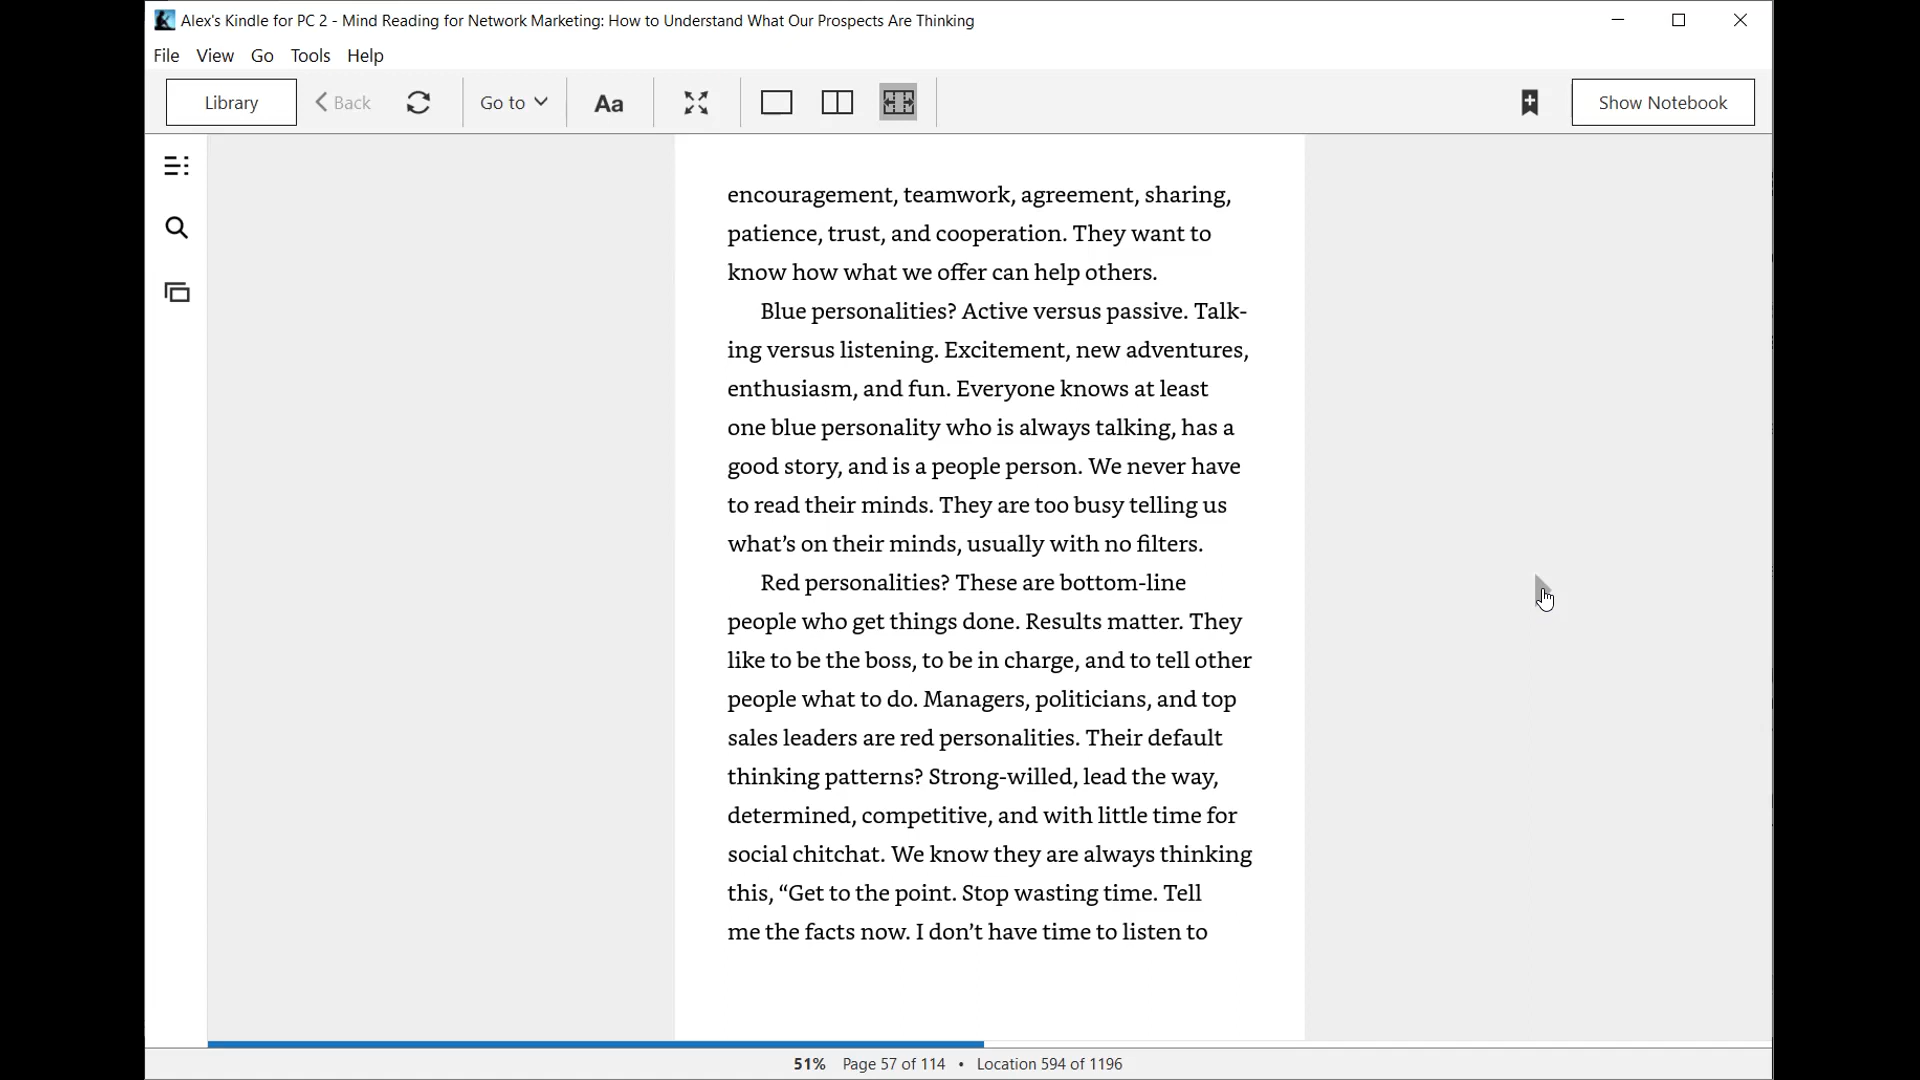 Alex's Kindle for PC 2 - Mind Reading for Network Marketing: How to Understand What Our Prospects Are Thinking
File View Go Tools Help
Library Back Go to Aa Show Notebook
encouragement, teamwork, agreement, sharing,
patience, trust, and cooperation. They want to
know how what we offer can help others.
Blue personalities? Active versus passive. Talk-
ing versus listening. Excitement, new adventures,
enthusiasm, and fun. Everyone knows at least
one blue personality who is always talking, has a
good story, and is a people person. We never have
to read their minds. They are too busy telling us
what’s on their minds, usually with no filters.
Red personalities? These are bottom-line
people who get things done. Results matter. They
like to be the boss, to be in charge, and to tell other
people what to do. Managers, politicians, and top
sales leaders are red personalities. Their default
thinking patterns? Strong-willed, lead the way,
determined, competitive, and with little time for
social chitchat. We know they are always thinking
this, “Get to the point. Stop wasting time. Tell
me the facts now. I don’t have time to listen to
51% Page 57 of 114 • Location 594 of 1196